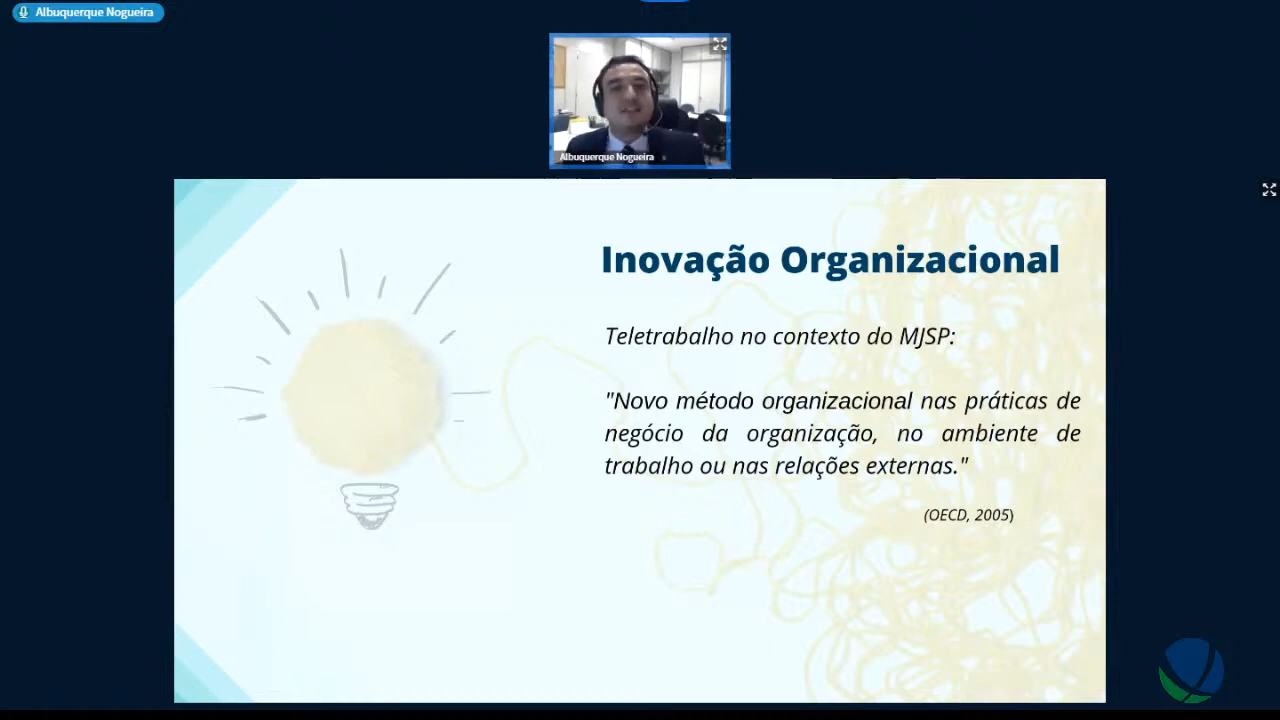 Albuquerque Nogueira
Albuquerque Nogueira
Inovação Organizacional
Teletrabalho no contexto do MJSP:
"Novo método organizacional nas práticas de
negócio da organização, no ambiente de
trabalho ou nas relações externas."
(OECD, 2005)